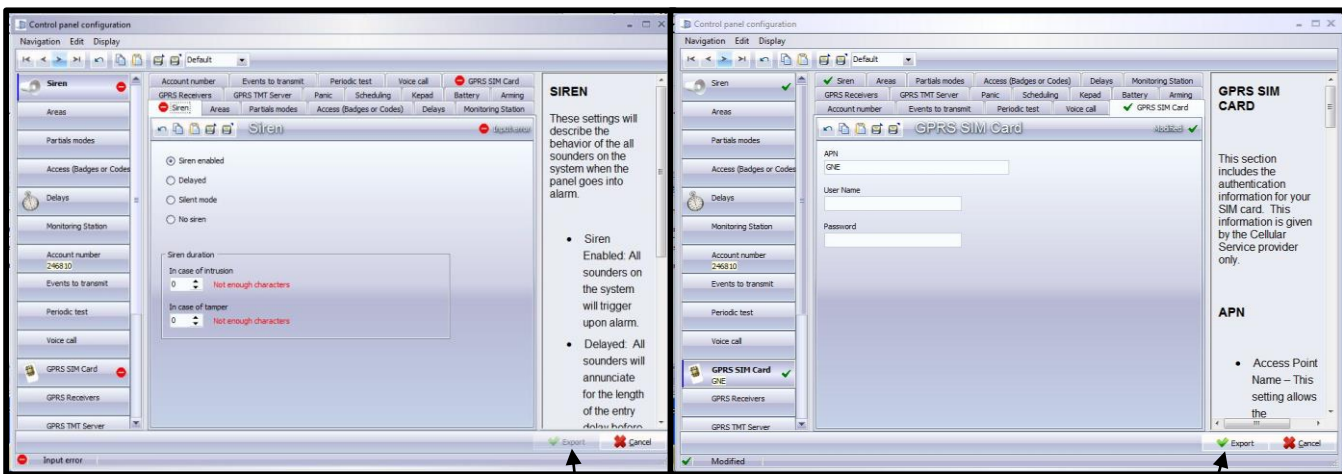 Control panel configuration
Navigation Edit Display
Default
Siren
Areas
Partials modes
Access (Badges or Codes
Delays
Monitoring Station
Account number
246810
Events to transmit
Periodic test
Voice call
GPRS SIM Card
GPRS Receivers
GPRS TMT Server
Account number Events to transmit Periodic test Voice call GPRS SIM Card
GPRS Receivers GPRS TMT Server Panic Scheduling Kepad Battery Arming
Siren Areas Partials modes Access (Badges or Codes) Delays Monitoring Station
Siren Input error
Siren enabled
Delayed
Silent mode
No siren
Siren duration
In case of intrusion
0 Not enough characters
In case of tamper
0 Not enough characters
SIREN
These settings will
describe the
behavior of the all
sounders on the
system when the
panel goes into
alarm.
• Siren
Enabled: All
sounders on
the system
will trigger
upon alarm.
• Delayed: All
sounders will
annunciate
for the length
of the entry
delay before
Export Cancel
Input error
Control panel configuration
Navigation Edit Display
Default
Siren
Areas
Partials modes
Access (Badges or Codes
Delays
Monitoring Station
Account number
246810
Events to transmit
Periodic test
Voice call
GPRS SIM Card
GNE
GPRS Receivers
GPRS TMT Server
Siren Areas Partials modes Access (Badges or Codes) Delays Monitoring Station
GPRS Receivers GPRS TMT Server Panic Scheduling Kepad Battery Arming
Account number Events to transmit Periodic test Voice call GPRS SIM Card
GPRS SIM Card Modified
APN
GNE
User Name
Password
GPRS SIM
CARD
This section
includes the
authentication
information for your
SIM card. This
information is given
by the Cellular
Service provider
only.
APN
• Access Point
Name – This
setting allows
the
Export Cancel
Modified